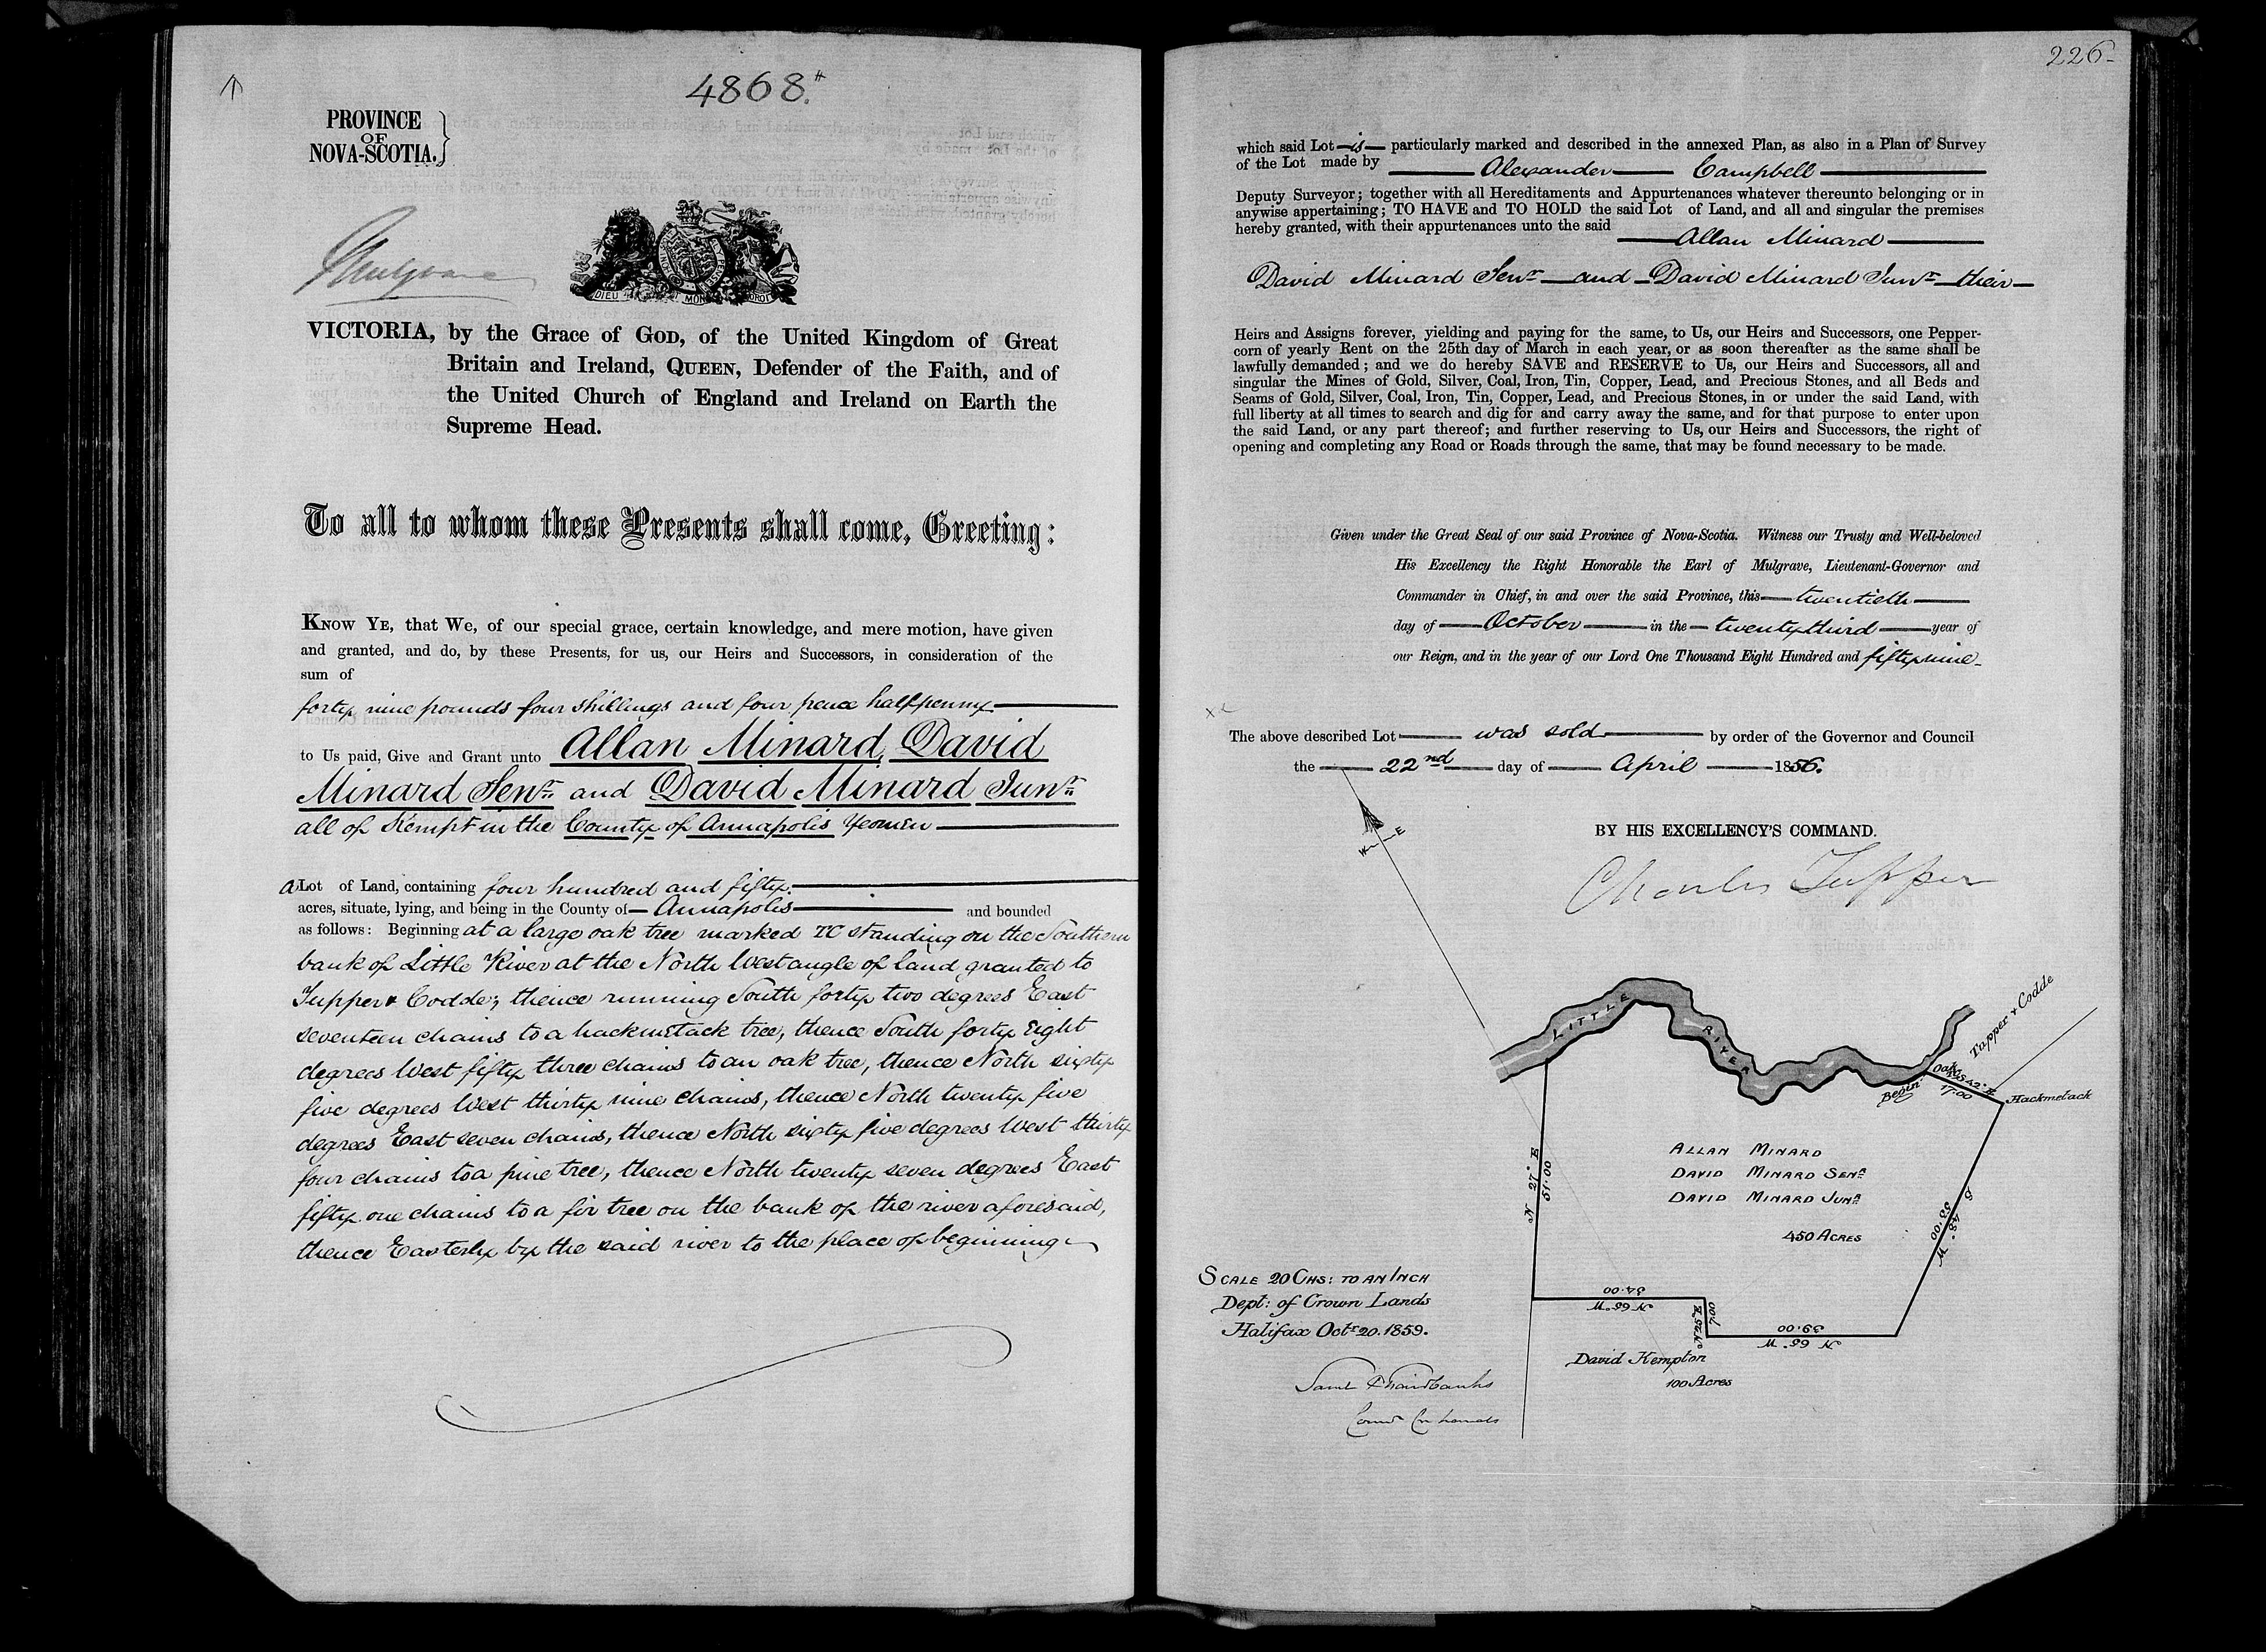 4868.
PROVINCE
OF
NOVA-SCOTIA.
Mulgrave
DIEU ET MON DROIT
VICTORIA, by the Grace of GOD, of the United Kingdom of Great
Britain and Ireland, QUEEN, Defender of the Faith, and of
the United Church of England and Ireland on Earth the
Supreme Head.
To all to whom these Presents shall come, Greeting:
KNOW YE, that We, of our special grace, certain knowledge, and mere motion, have given
and granted, and do, by these Presents, for us, our Heirs and Successors, in consideration of the
sum of
forty nine pounds four shillings and four pence halfpenny
to Us paid, Give and Grant unto Allan Minard, David
Minard Senr. and David Minard Junr.
all of Kempt in the County of Annapolis Yeomen
a Lot of Land, containing four hundred and fifty.
acres, situate, lying, and being in the County of Annapolis and bounded
as follows: Beginning at a large oak tree marked TC standing on the Southern
bank of Little River at the North West angle of land granted to
Tupper & Codde; thence running South forty two degrees East
seventeen chains to a hackmetack tree, thence South forty Eight
degrees West fifty three chains to an oak tree, thence North sixty
five degrees West thirty nine chains, thence North twenty five
degrees East seven chains, thence North sixty five degrees West thirty
four chains to a pine tree, thence North twenty seven degrees East
fifty one chains to a fir tree on the bank of the river aforesaid,
thence Easterly by the said river to the place of beginning
226
which said Lot is particularly marked and described in the annexed Plan, as also in a Plan of Survey
of the Lot made by Alexander Campbell
Deputy Surveyor; together with all Hereditaments and Appurtenances whatever thereunto belonging or in
anywise appertaining; TO HAVE and TO HOLD the said Lot of Land, and all and singular the premises
hereby granted, with their appurtenances unto the said Allan Minard
David Minard Senr and David Minard Junr their
Heirs and Assigns forever, yielding and paying for the same, to Us, our Heirs and Successors, one Pepper-
corn of yearly Rent on the 25th day of March in each year, or as soon thereafter as the same shall be
lawfully demanded; and we do hereby SAVE and RESERVE to Us, our Heirs and Successors, all and
singular the Mines of Gold, Silver, Coal, Iron, Tin, Copper, Lead, and Precious Stones, and all Beds and
Seams of Gold, Silver, Coal, Iron, Tin, Copper, Lead, and Precious Stones, in or under the said Land, with
full liberty at all times to search and dig for and carry away the same, and for that purpose to enter upon
the said Land, or any part thereof; and further reserving to Us, our Heirs and Successors, the right of
opening and completing any Road or Roads through the same, that may be found necessary to be made.
Given under the Great Seal of our said Province of Nova-Scotia. Witness our Trusty and Well-beloved
His Excellency the Right Honorable the Earl of Mulgrave, Lieutenant-Governor and
Commander in Chief, in and over the said Province, this twentieth
day of October in the twenty third year of
our Reign, and in the year of our Lord One Thousand Eight Hundred and fifty nine
The above described Lot was sold by order of the Governor and Council
the 22nd day of April 1856.
BY HIS EXCELLENCY'S COMMAND.
Charles Tupper
W E
LITTLE RIVER
Tupper & Codde
Oak
Begin
S 42° E
17.00
Hackmetack
N 27° E
51.00
ALLAN MINARD
DAVID MINARD SENR
DAVID MINARD JUNR
450 ACRES
S 48° W
53.00
34.00
N 65° W
N 25° E
7.00
39.00
N 65° W
David Kempton
100 Acres
SCALE 20 CHS: TO AN INCH
Dept: of Crown Lands
Halifax Octr 20. 1859.
Saml P Fairbanks